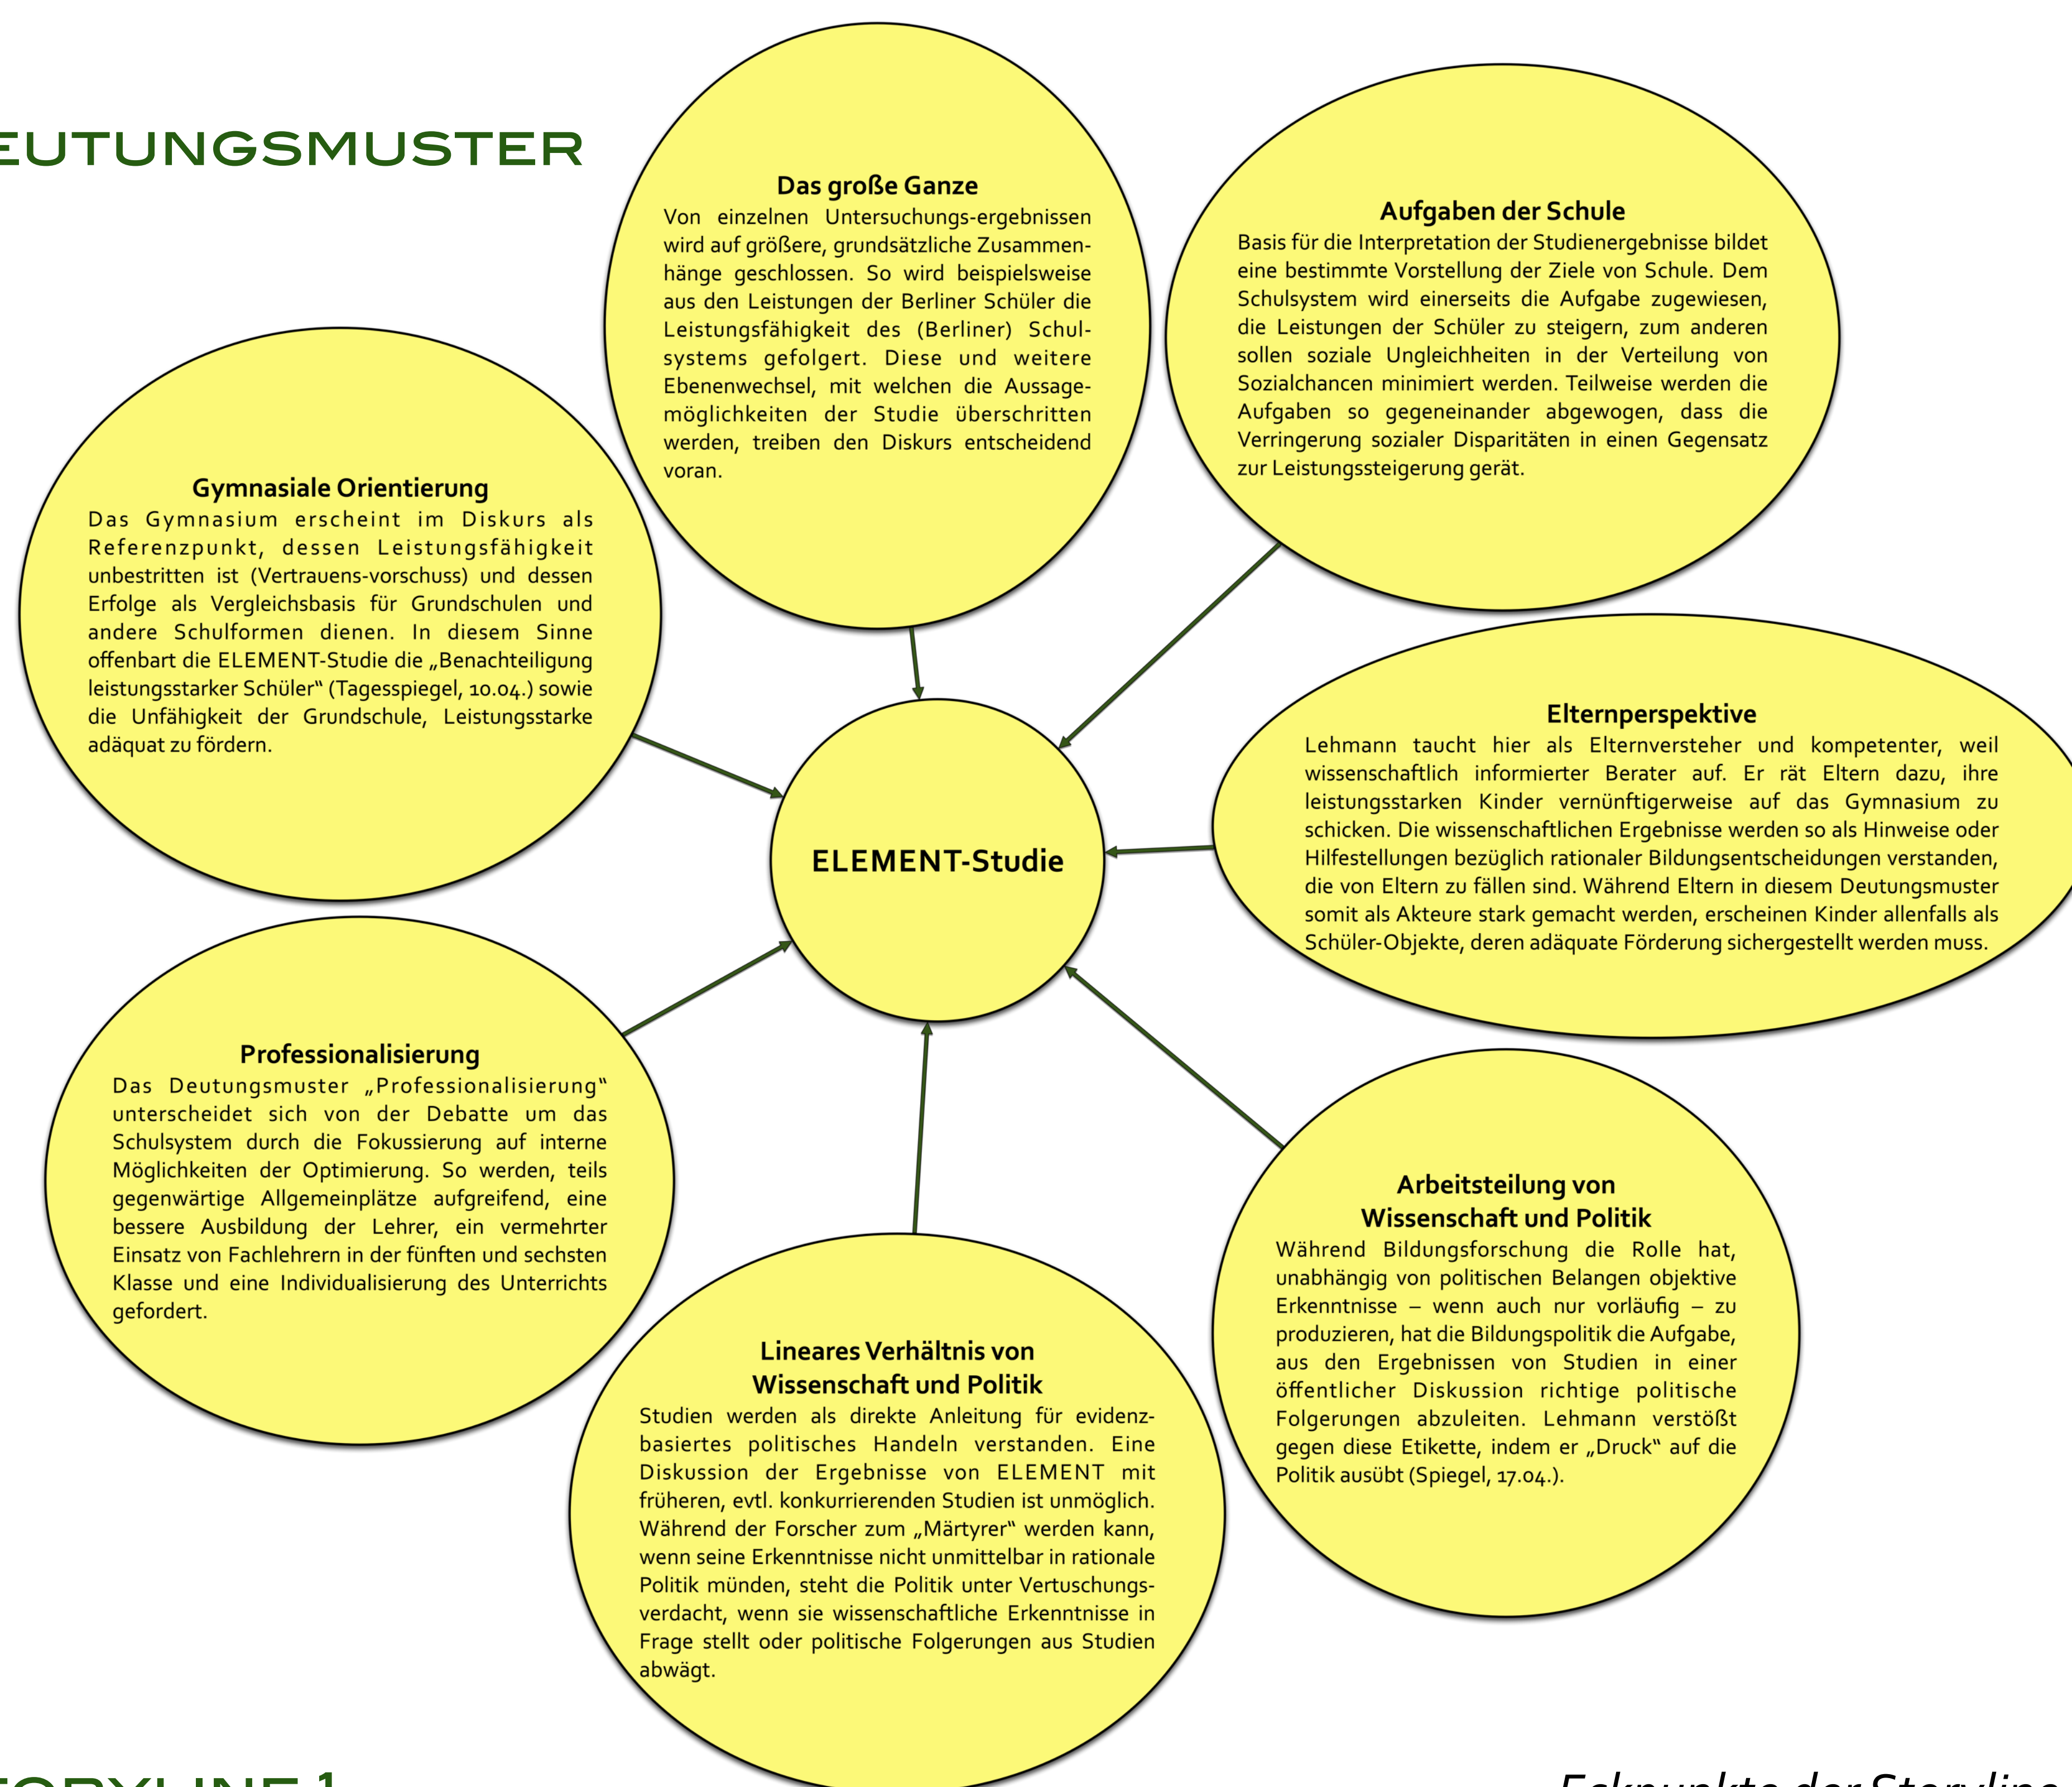 EUTUNGSMUSTER
Das große Ganze
Von einzelnen Untersuchungs-ergebnissen
wird auf größere, grundsätzliche Zusammen-
hänge geschlossen. So wird beispielsweise
aus den Leistungen der Berliner Schüler die
Leistungsfähigkeit des (Berliner) Schul-
systems gefolgert. Diese und weitere
Ebenenwechsel, mit welchen die Aussage-
möglichkeiten der Studie überschritten
werden, treiben den Diskurs entscheidend
voran.
Aufgaben der Schule
Basis für die Interpretation der Studienergebnisse bildet
eine bestimmte Vorstellung der Ziele von Schule. Dem
Schulsystem wird einerseits die Aufgabe zugewiesen,
die Leistungen der Schüler zu steigern, zum anderen
sollen soziale Ungleichheiten in der Verteilung von
Sozialchancen minimiert werden. Teilweise werden die
Aufgaben so gegeneinander abgewogen, dass die
Verringerung sozialer Disparitäten in einen Gegensatz
zur Leistungssteigerung gerät.
Gymnasiale Orientierung
Das Gymnasium erscheint im Diskurs als
Referenzpunkt, dessen Leistungsfähigkeit
unbestritten ist (Vertrauens-vorschuss) und dessen
Erfolge als Vergleichsbasis für Grundschulen und
andere Schulformen dienen. In diesem Sinne
offenbart die ELEMENT-Studie die „Benachteiligung
leistungsstarker Schüler“ (Tagesspiegel, 10.04.) sowie
die Unfähigkeit der Grundschule, Leistungsstarke
adäquat zu fördern.
Elternperspektive
Lehmann taucht hier als Elternversteher und kompetenter, weil
wissenschaftlich informierter Berater auf. Er rät Eltern dazu, ihre
leistungsstarken Kinder vernünftigerweise auf das Gymnasium zu
schicken. Die wissenschaftlichen Ergebnisse werden so als Hinweise oder
Hilfestellungen bezüglich rationaler Bildungsentscheidungen verstanden,
die von Eltern zu fällen sind. Während Eltern in diesem Deutungsmuster
somit als Akteure stark gemacht werden, erscheinen Kinder allenfalls als
Schüler-Objekte, deren adäquate Förderung sichergestellt werden muss.
ELEMENT-Studie
Professionalisierung
Das Deutungsmuster „Professionalisierung“
unterscheidet sich von der Debatte um das
Schulsystem durch die Fokussierung auf interne
Möglichkeiten der Optimierung. So werden, teils
gegenwärtige Allgemeinplätze aufgreifend, eine
bessere Ausbildung der Lehrer, ein vermehrter
Einsatz von Fachlehrern in der fünften und sechsten
Klasse und eine Individualisierung des Unterrichts
gefordert.
Arbeitsteilung von
Wissenschaft und Politik
Während Bildungsforschung die Rolle hat,
unabhängig von politischen Belangen objektive
Erkenntnisse – wenn auch nur vorläufig – zu
produzieren, hat die Bildungspolitik die Aufgabe,
aus den Ergebnissen von Studien in einer
öffentlicher Diskussion richtige politische
Folgerungen abzuleiten. Lehmann verstößt
gegen diese Etikette, indem er „Druck“ auf die
Politik ausübt (Spiegel, 17.04.).
Lineares Verhältnis von
Wissenschaft und Politik
Studien werden als direkte Anleitung für evidenz-
basiertes politisches Handeln verstanden. Eine
Diskussion der Ergebnisse von ELEMENT mit
früheren, evtl. konkurrierenden Studien ist unmöglich.
Während der Forscher zum „Märtyrer“ werden kann,
wenn seine Erkenntnisse nicht unmittelbar in rationale
Politik münden, steht die Politik unter Vertuschungs-
verdacht, wenn sie wissenschaftliche Erkenntnisse in
Frage stellt oder politische Folgerungen aus Studien
abwägt.
TORYLINE 1
Eckpunkte der Storyline